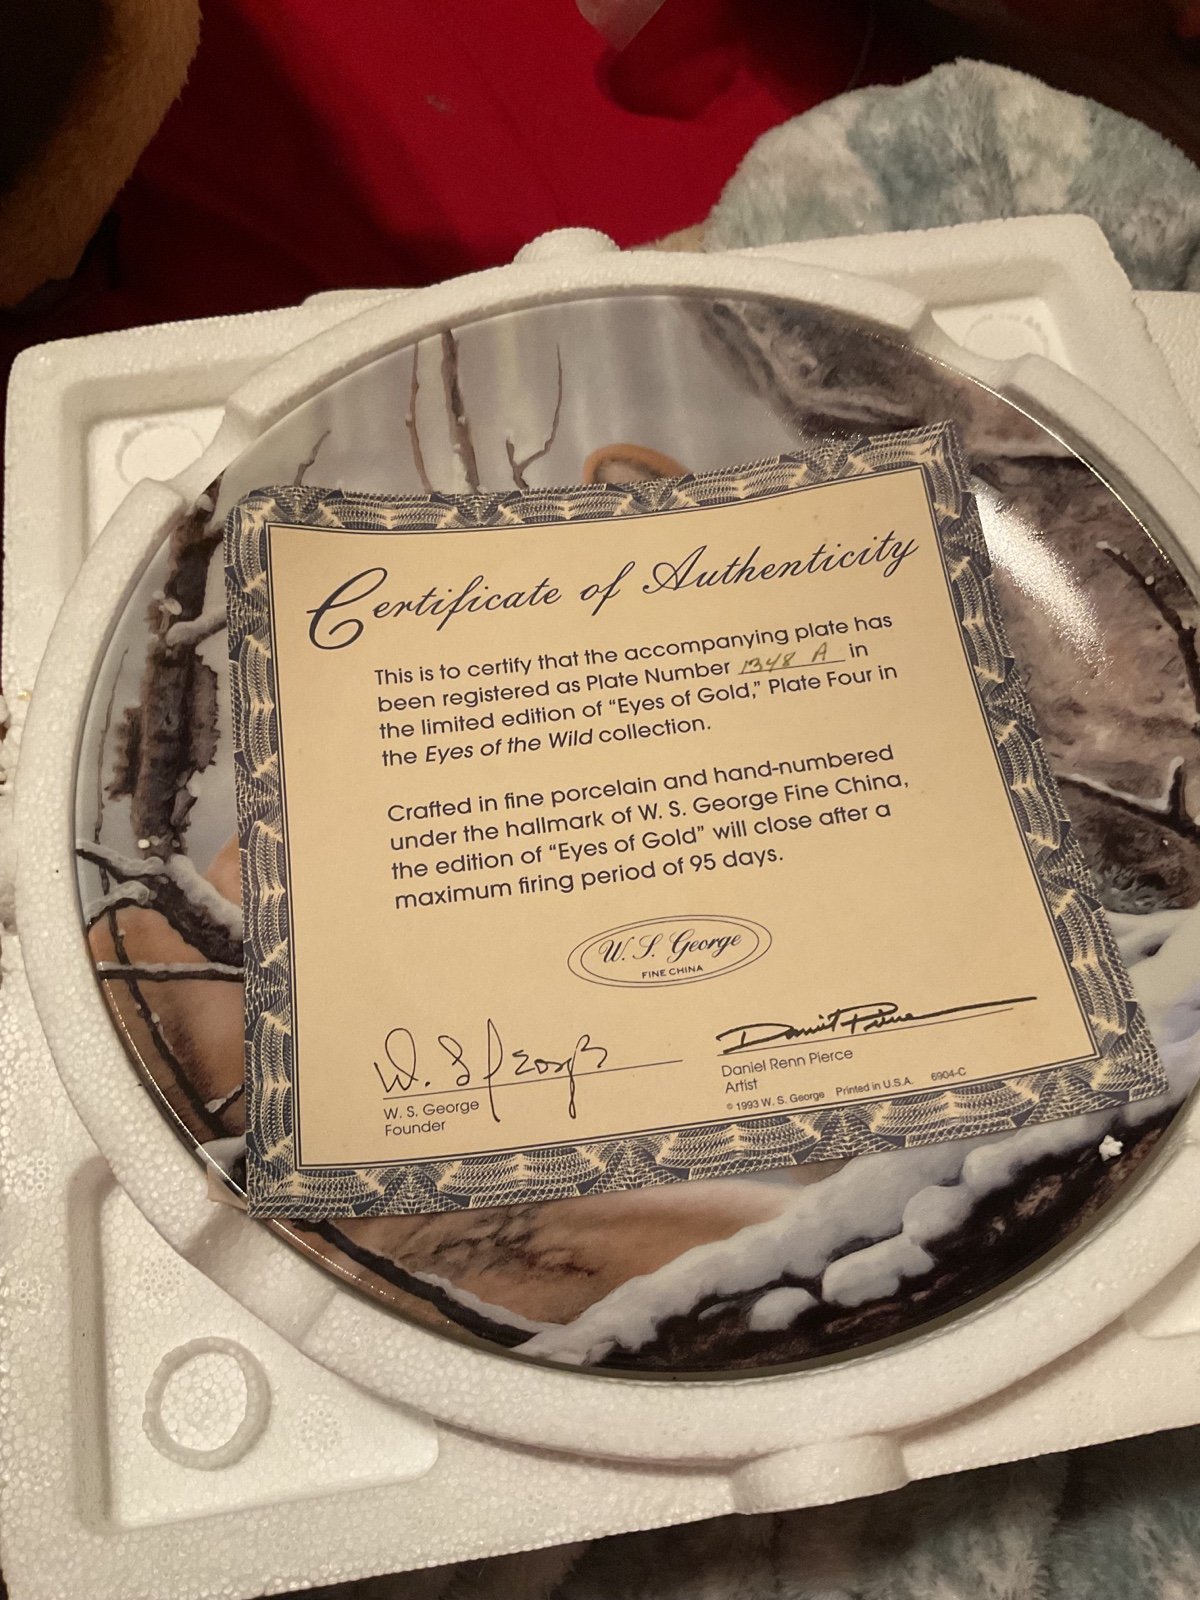 Certificate of Authenticity
This is to certify that the accompanying plate has
been registered as Plate Number 1348 A in
the limited edition of "Eyes of Gold," Plate Four in
the Eyes of the Wild collection.
Crafted in fine porcelain and hand-numbered
under the hallmark of W. S. George Fine China,
the edition of "Eyes of Gold" will close after a
maximum firing period of 95 days.
W. S. George
FINE CHINA
W. S. George
W. S. George
Founder
Daniel Renn Pierce
Artist
© 1993 W. S. George Printed in U.S.A. 6904-C